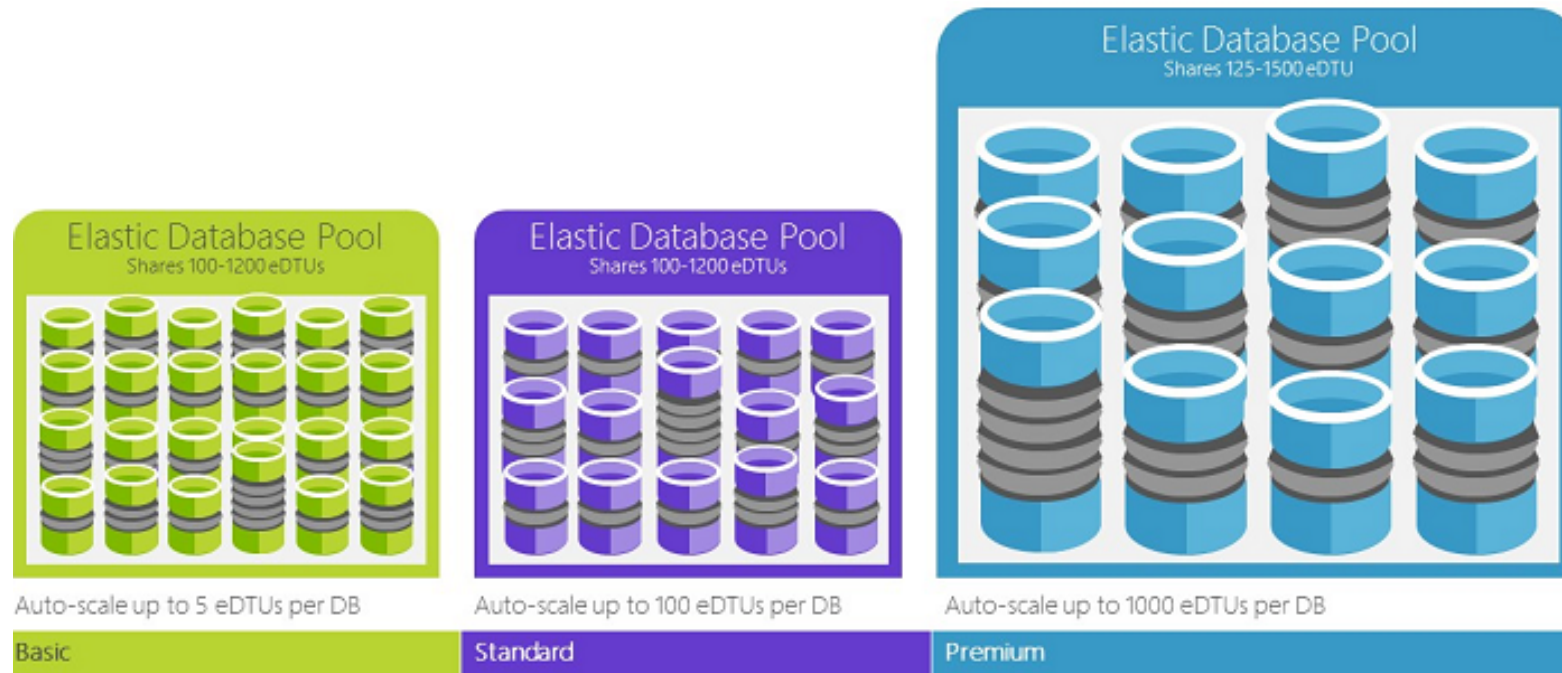 Elastic Database Pool
Shares 100-1200 eDTUs
Auto-scale up to 5 eDTUs per DB
Basic
Elastic Database Pool
Shares 100-1200 eDTUs
Auto-scale up to 100 eDTUs per DB
Standard
Elastic Database Pool
Shares 125-1500 eDTU
Auto-scale up to 1000 eDTUs per DB
Premium